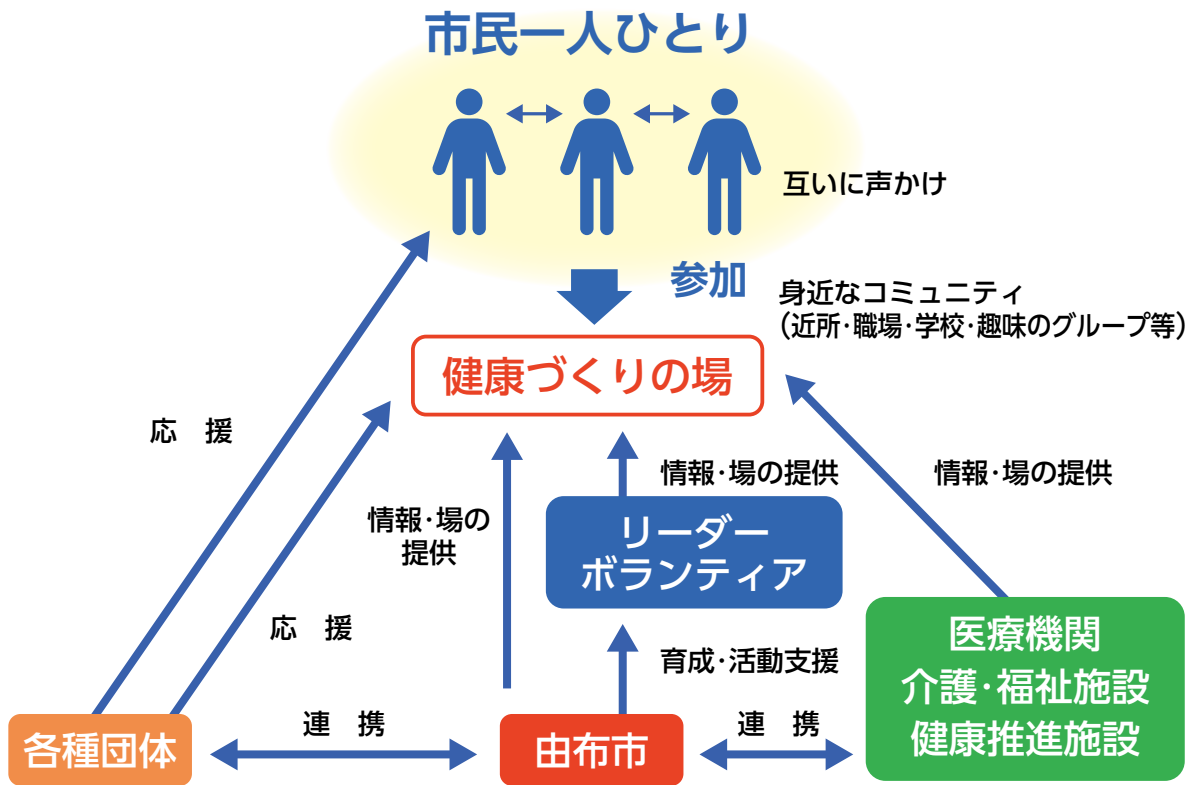 市民一人ひとり
互いに声かけ
参加
身近なコミュニティ
（近所・職場・学校・趣味のグループ等）
健康づくりの場
応　援
情報・場の提供
情報・場の提供
情報・場の
提供
リーダー
ボランティア
応　援
育成・活動支援
医療機関
介護・福祉施設
健康推進施設
各種団体
連　携
由布市
連　携